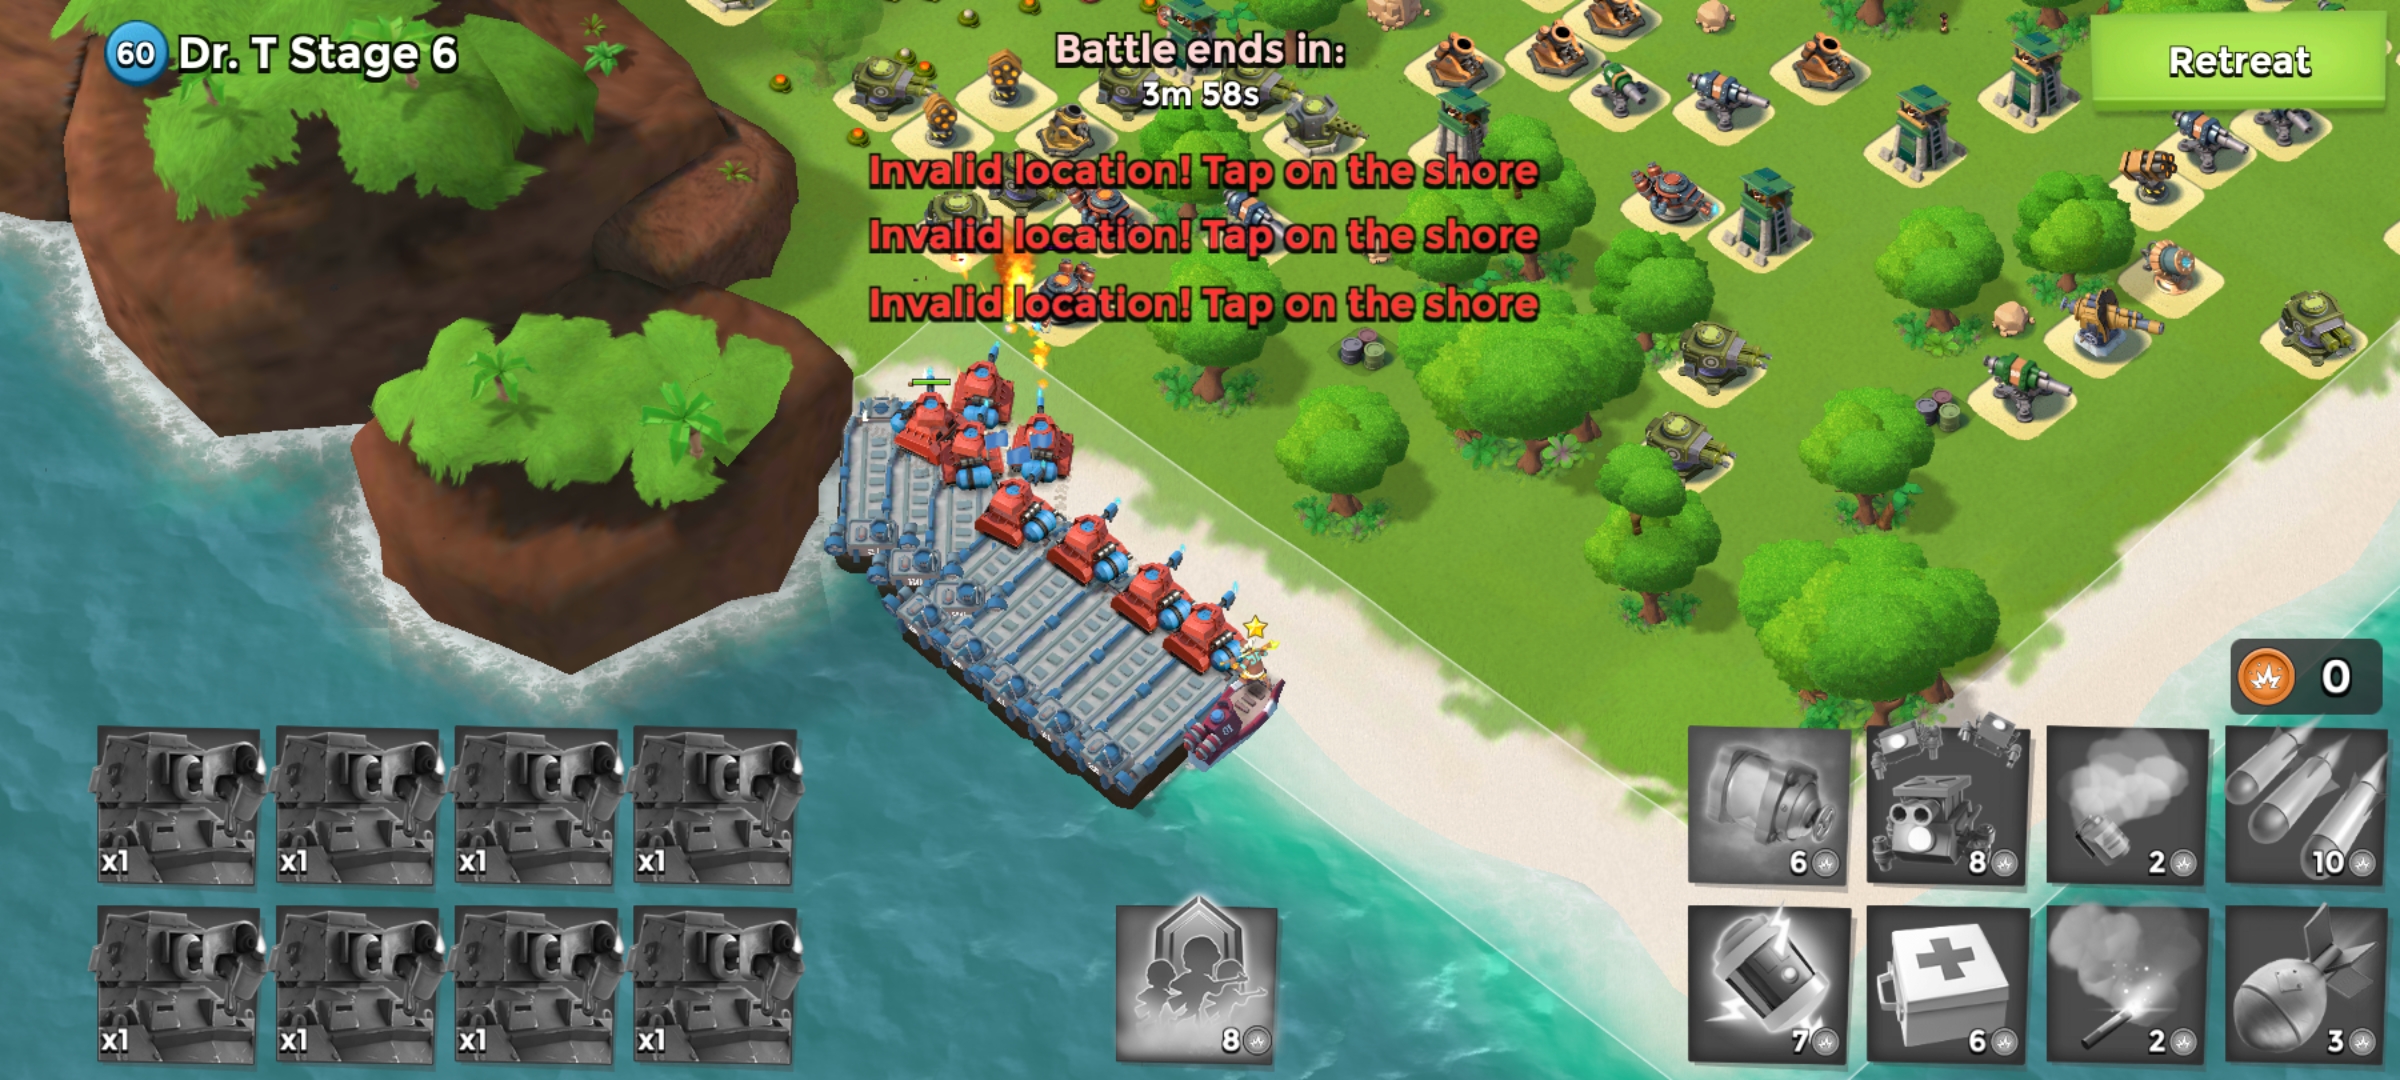 60 Dr. T Stage 6
Battle ends in:
3m 58s
Retreat
Invalid location! Tap on the shore
Invalid location! Tap on the shore
Invalid location! Tap on the shore
0
x1 x1 x1 x1
6 8 2 10
x1 x1 x1 x1
8
7 6 2 3